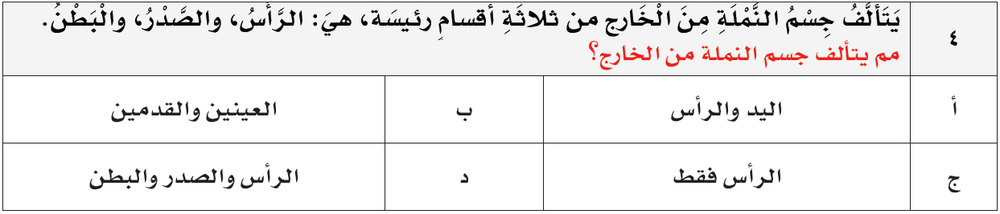 ٤
يَتَألَّفُ جِسْمُ النَّمْلَةِ مِنَ الْخَارِج من ثلاثَةِ أقسامٍ رئيسَة، هيَ: الرَّأْسُ، والصَّدْرُ، والْبَطْنُ.
مم يتألف جسم النملة من الخارج؟
أ اليد والرأس ب العينين والقدمين
ج الرأس فقط د الرأس والصدر والبطن